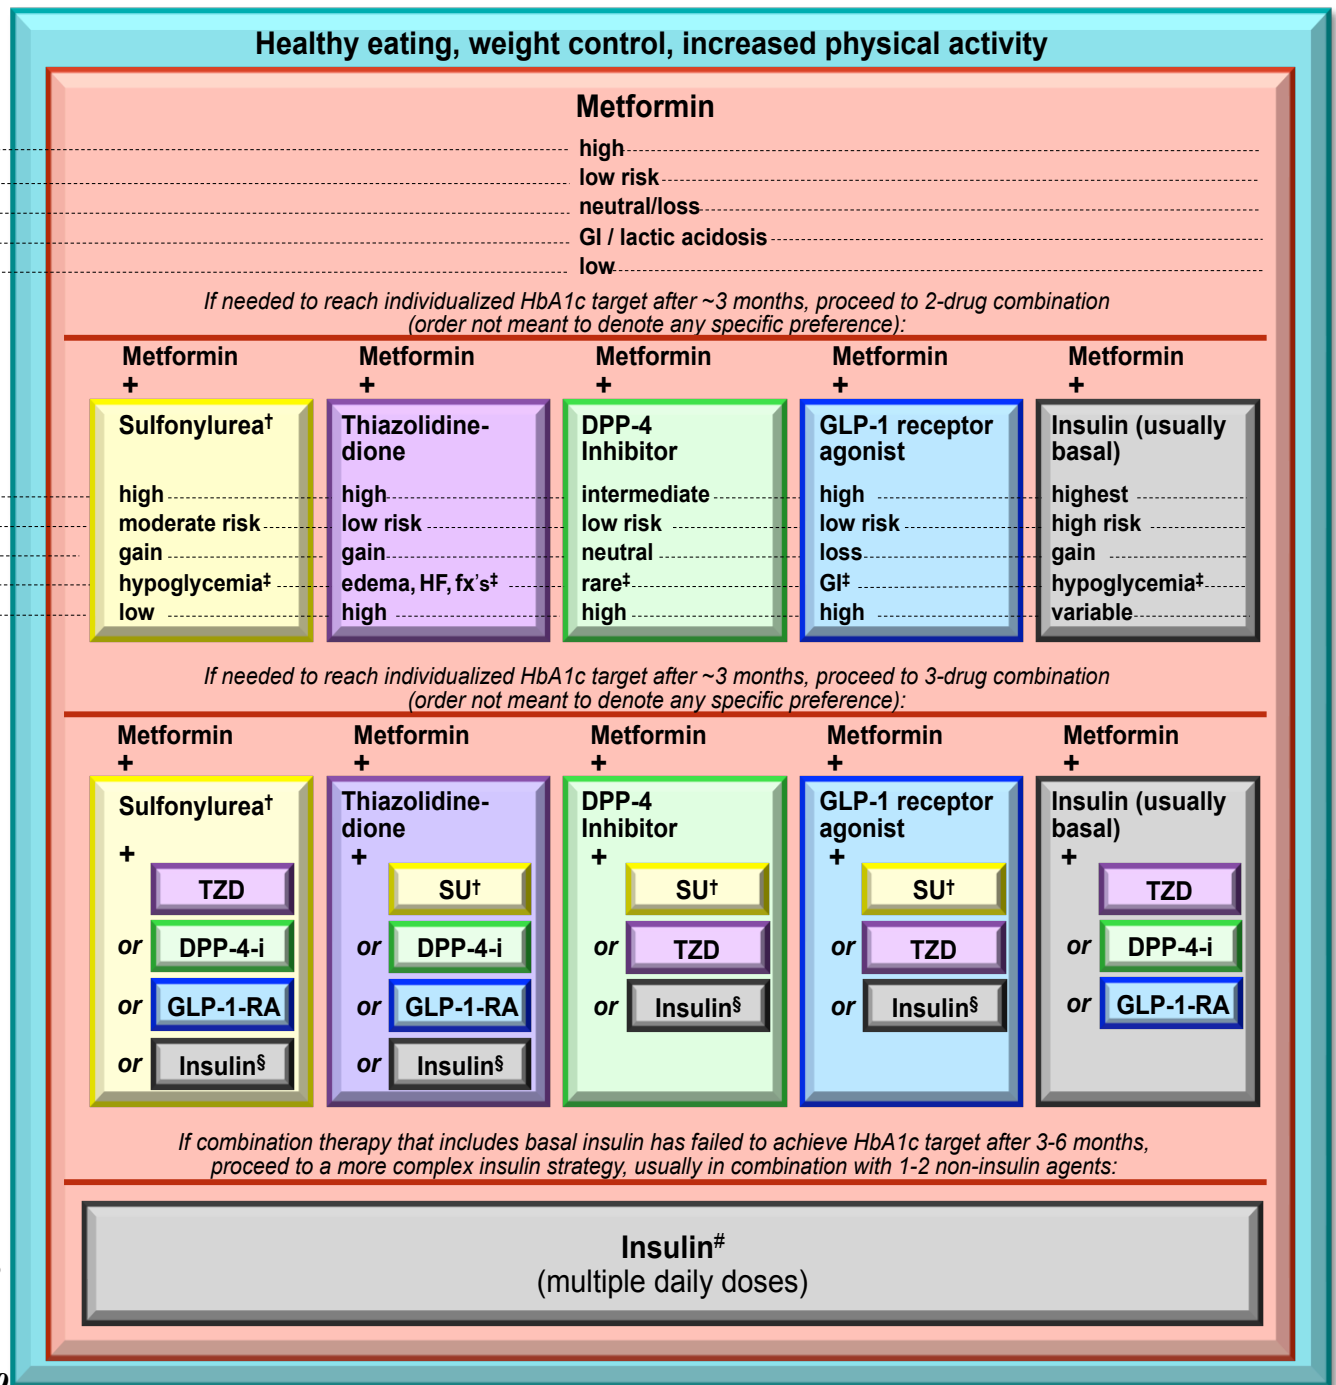 Healthy eating, weight control, increased physical activity
Metformin
high
low risk
neutral/loss
GI / lactic acidosis
low
If needed to reach individualized HbA1c target after ~3 months, proceed to 2-drug combination
(order not meant to denote any specific preference):
Metformin Metformin Metformin Metformin Metformin
+ + + + +
Sulfonylurea† Thiazolidine- DPP-4 GLP-1 receptor Insulin (usually
dione Inhibitor agonist basal)
high high intermediate high highest
moderate risk low risk low risk low risk high risk
gain gain neutral loss gain
hypoglycemia‡ edema, HF, fx's‡ rare‡ GI‡ hypoglycemia‡
low high high high variable
If needed to reach individualized HbA1c target after ~3 months, proceed to 3-drug combination
(order not meant to denote any specific preference):
Metformin Metformin Metformin Metformin Metformin
+ + + + +
Sulfonylurea† Thiazolidine- DPP-4 GLP-1 receptor Insulin (usually
dione Inhibitor agonist basal)
+ + + + +
TZD SU† SU† SU† TZD
or DPP-4-i or DPP-4-i or TZD or TZD or DPP-4-i
or GLP-1-RA or GLP-1-RA or Insulin§ or Insulin§ or GLP-1-RA
or Insulin§ or Insulin§
If combination therapy that includes basal insulin has failed to achieve HbA1c target after 3-6 months,
proceed to a more complex insulin strategy, usually in combination with 1-2 non-insulin agents:
Insulin#
(multiple daily doses)